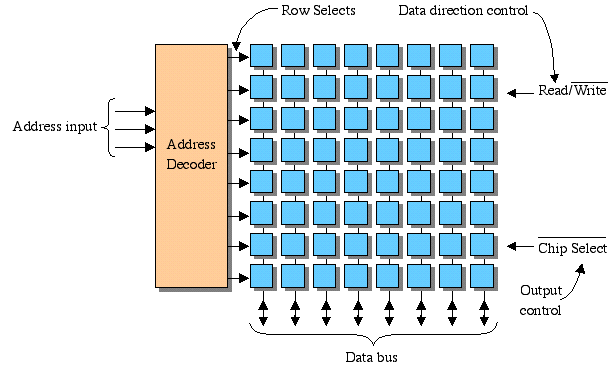 Row Selects
Data direction control
Read/Write
Address input
Address
Decoder
Chip Select
Output
control
Data bus